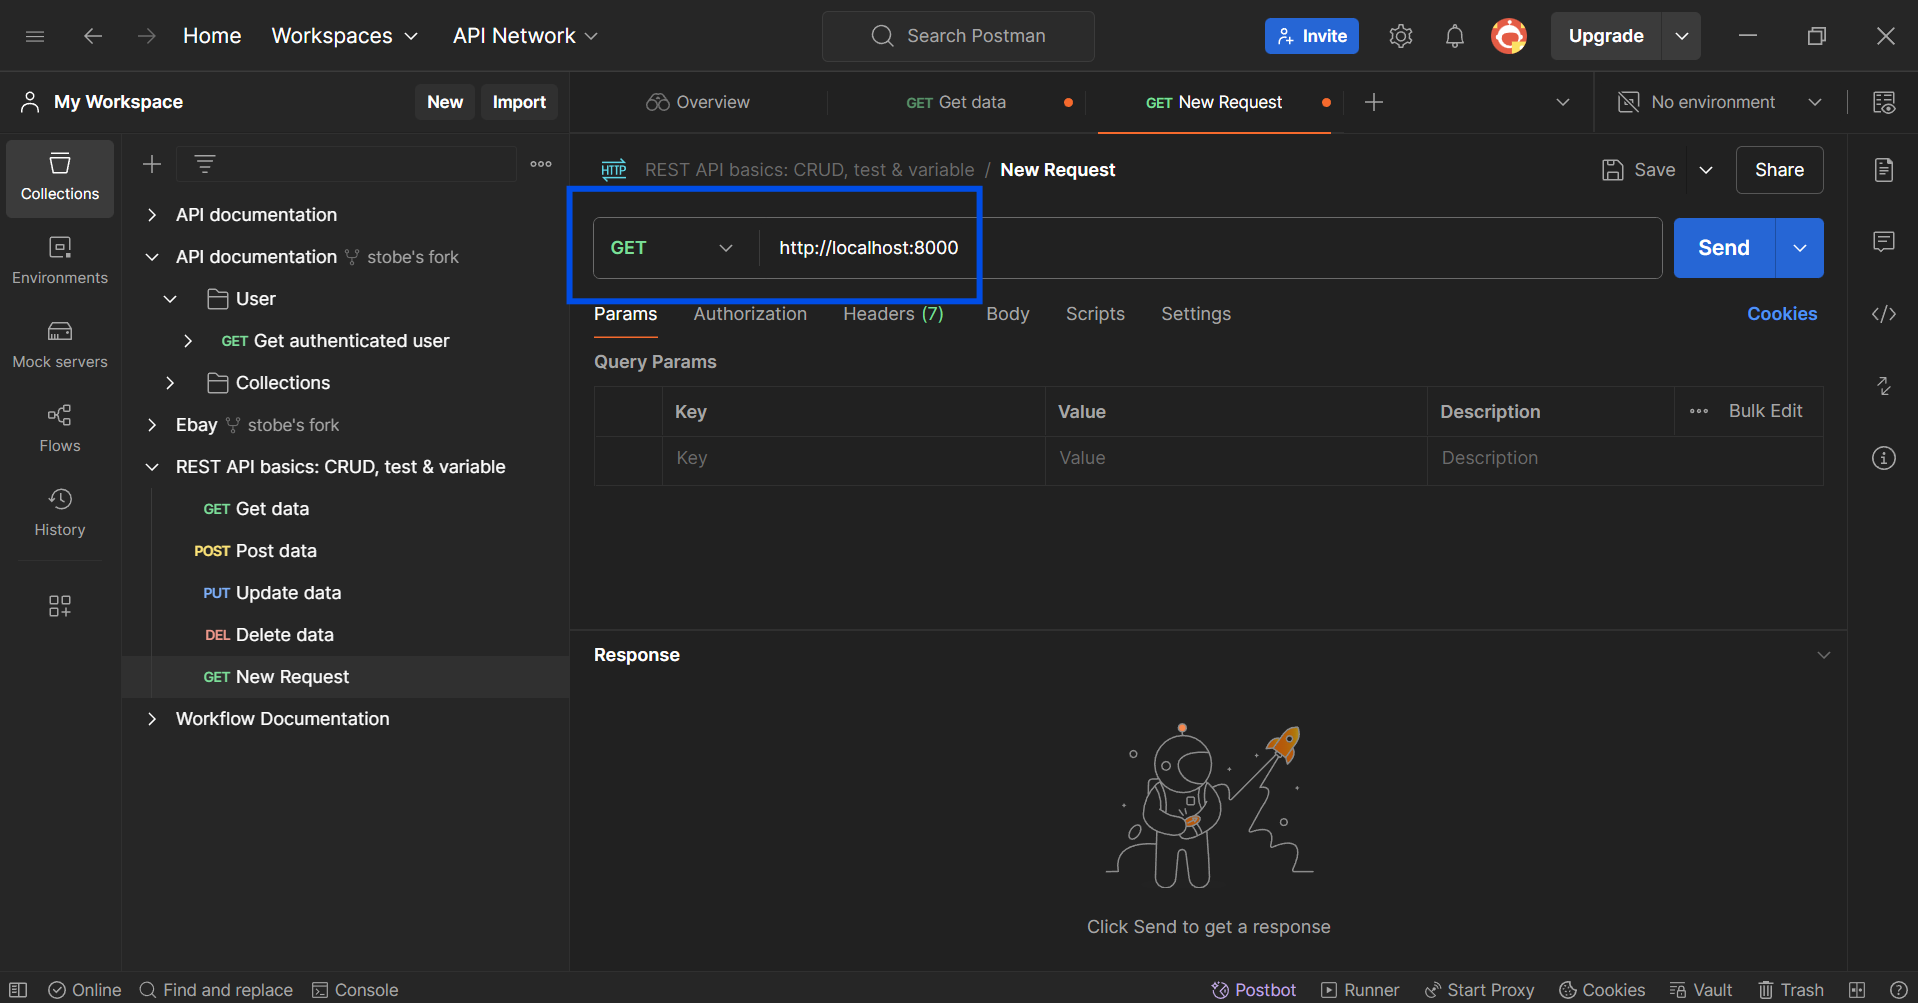 Home Workspaces API Network Search Postman Invite Upgrade
My Workspace New Import Overview GET Get data GET New Request No environment
HTTP REST API basics: CRUD, test & variable / New Request Save Share
Collections
Environments
Mock servers
Flows
History
API documentation
API documentation stobe's fork
User
GET Get authenticated user
Collections
Ebay stobe's fork
REST API basics: CRUD, test & variable
GET Get data
POST Post data
PUT Update data
DEL Delete data
GET New Request
Workflow Documentation
GET http://localhost:8000 Send
Params Authorization Headers (7) Body Scripts Settings Cookies
Query Params
Key Value Description Bulk Edit
Key Value Description
Response
Click Send to get a response
Online Find and replace Console Postbot Runner Start Proxy Cookies Vault Trash